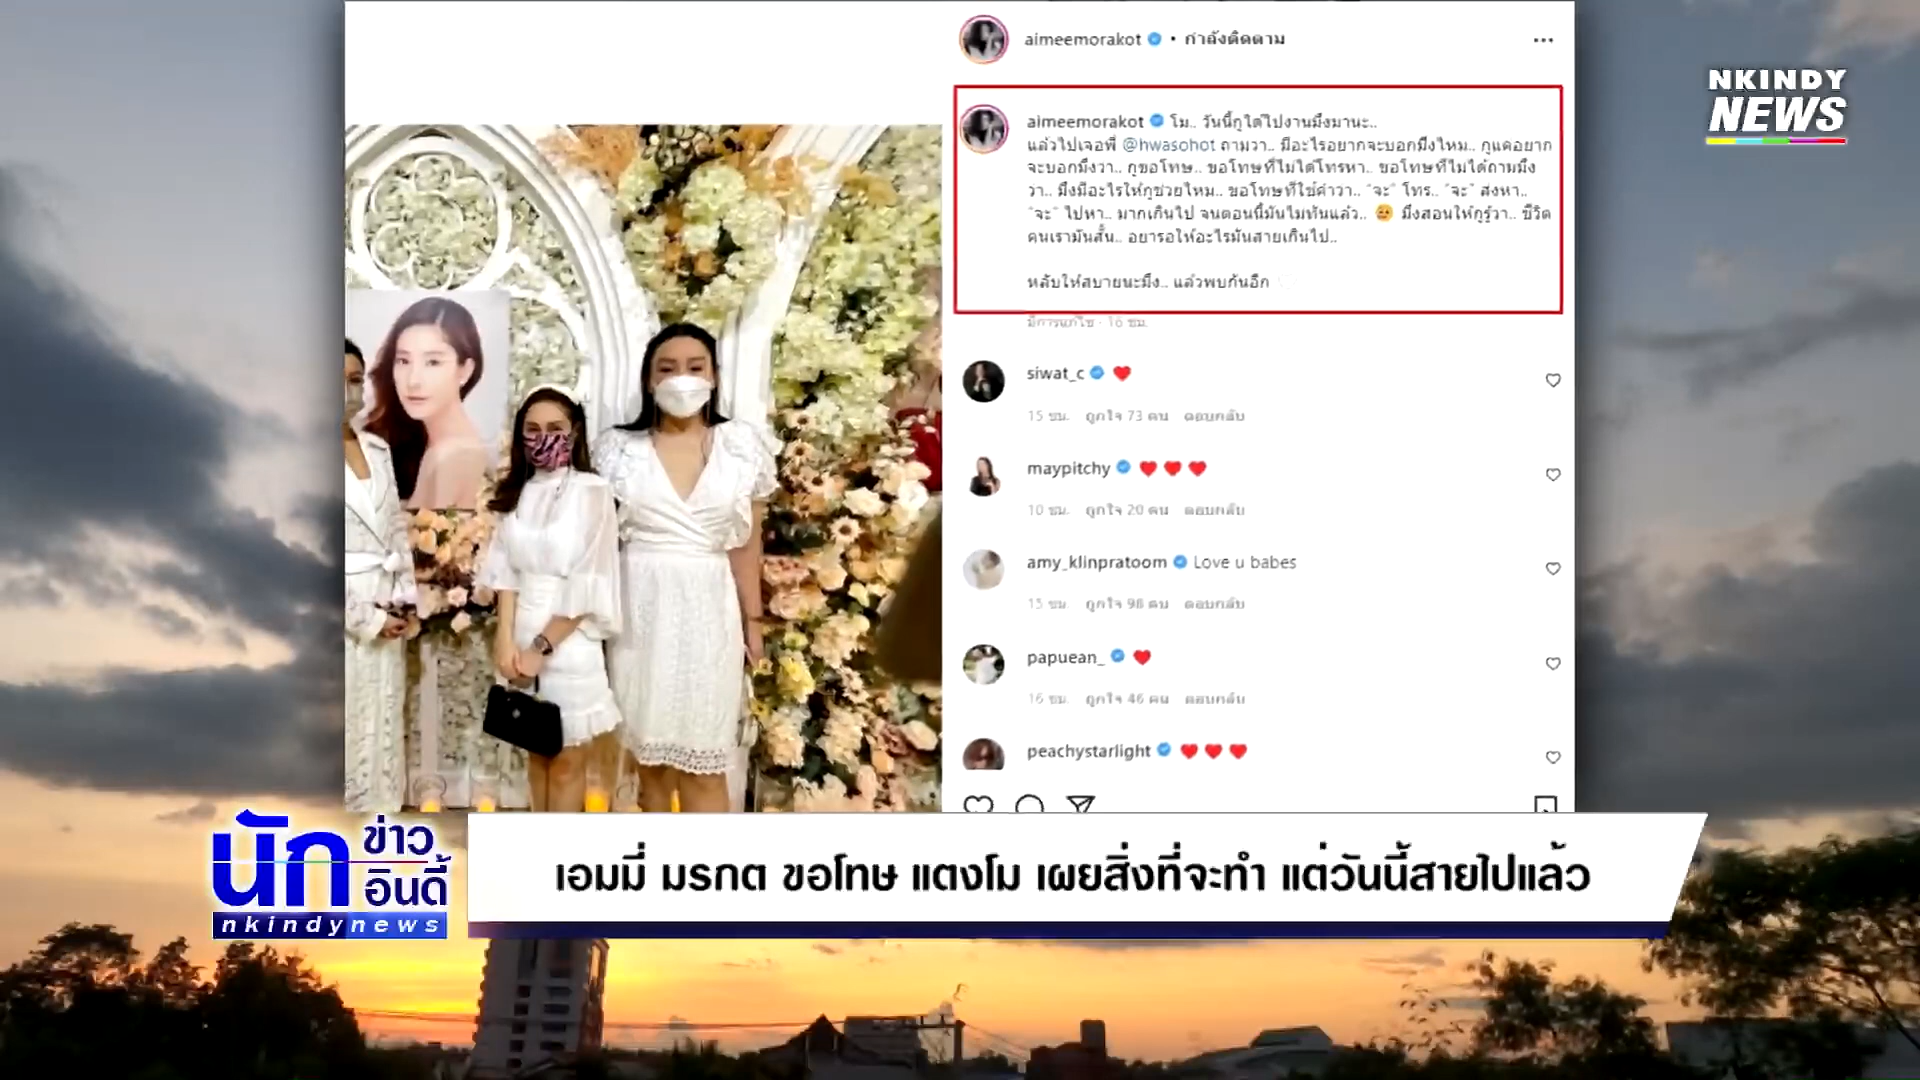 aimeemorakot • กำลังติดตาม
NKINDY
NEWS
aimeemorakot โม.. วันนี้กูได้ไปงานมึงมานะ..
แล้วไปเจอพี่ @hwasohot ถามว่า.. มีอะไรอยากจะบอกมึงไหม.. กูแค่อยาก
จะบอกมึงว่า.. กูขอโทษ.. ขอโทษที่ไม่ได้โทรหา.. ขอโทษที่ไม่ได้ถามมึง
ว่า.. มึงมีอะไรให้กูช่วยไหม.. ขอโทษที่ใช้คำว่า.. "จะ" โทร.. "จะ" ส่งหา..
"จะ" ไปหา.. มากเกินไป จนตอนนี้มันไม่ทันแล้ว.. 🥺 มึงสอนให้กูรู้ว่า.. ชีวิต
คนเรามันสั้น.. อย่ารอให้อะไรมันสายเกินไป..
หลับให้สบายนะมึง.. แล้วพบกันอีก
มีการแก้ไข · 16 ชม.
siwat_c ❤️
15 ชม. ถูกใจ 73 คน ตอบกลับ
maypitchy ❤️❤️❤️
10 ชม. ถูกใจ 20 คน ตอบกลับ
amy_klinpratoom Love u babes
15 ชม. ถูกใจ 98 คน ตอบกลับ
papuean_ ❤️
16 ชม. ถูกใจ 46 คน ตอบกลับ
peachystarlight ❤️❤️❤️
นักข่าวอินดี้
nkindynews
เอมมี่ มรกต ขอโทษ แตงโม เผยสิ่งที่จะทำ แต่วันนี้สายไปแล้ว